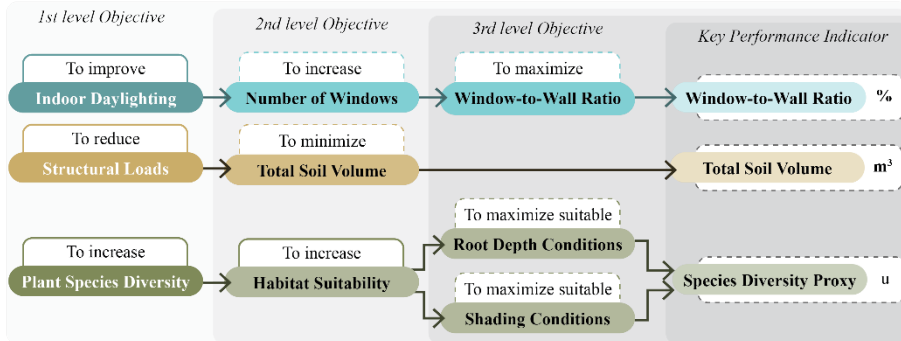 1st level Objective
2nd level Objective
3rd level Objective
Key Performance Indicator
To improve
Indoor Daylighting
To increase
Number of Windows
To maximize
Window-to-Wall Ratio
Window-to-Wall Ratio
%
To reduce
Structural Loads
To minimize
Total Soil Volume
Total Soil Volume
m³
To increase
Plant Species Diversity
To increase
Habitat Suitability
To maximize suitable
Root Depth Conditions
To maximize suitable
Shading Conditions
Species Diversity Proxy
u